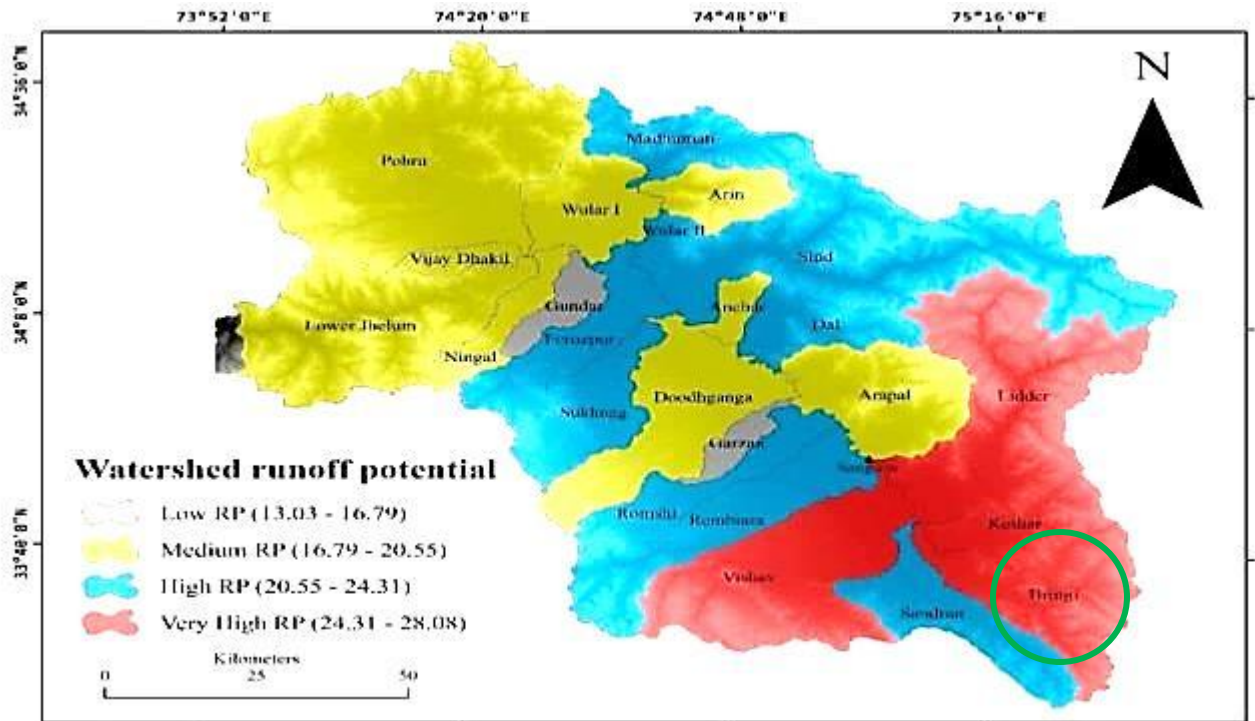 73°52'0"E
74°20'0"E
74°48'0"E
75°16'0"E
34°36'0"N
N
Madhumati
Pohru
Arin
Wular I
Wular II
Vijay Dhakil
Sind
34°8'0"N
Gundar
Anchar
Lower Jhelum
Dal
Ningal
Lidder
Doodhganga
Arapal
Sukhnag
Garzan
Watershed runoff potential
Low RP (13.03 - 16.79)
Romshi
Rembiara
Medium RP (16.79 - 20.55)
33°40'0"N
Vishav
High RP (20.55 - 24.31)
Sandran
Very High RP (24.31 - 28.08)
Kilometers
0 25 50